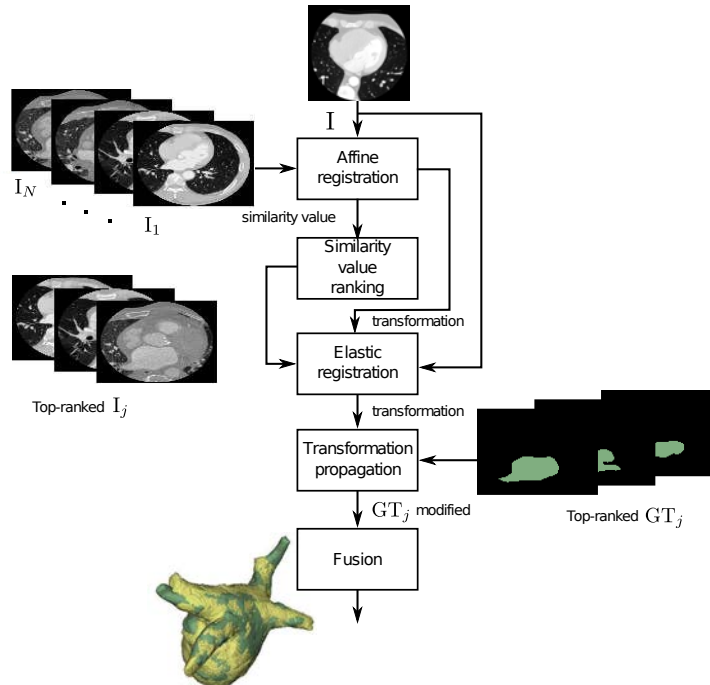 I
Affine
registration
I_N
. . .
I_1
similarity value
Similarity
value
ranking
transformation
Elastic
registration
Top-ranked I_j
transformation
Transformation
propagation
GT_j modified
Top-ranked GT_j
Fusion